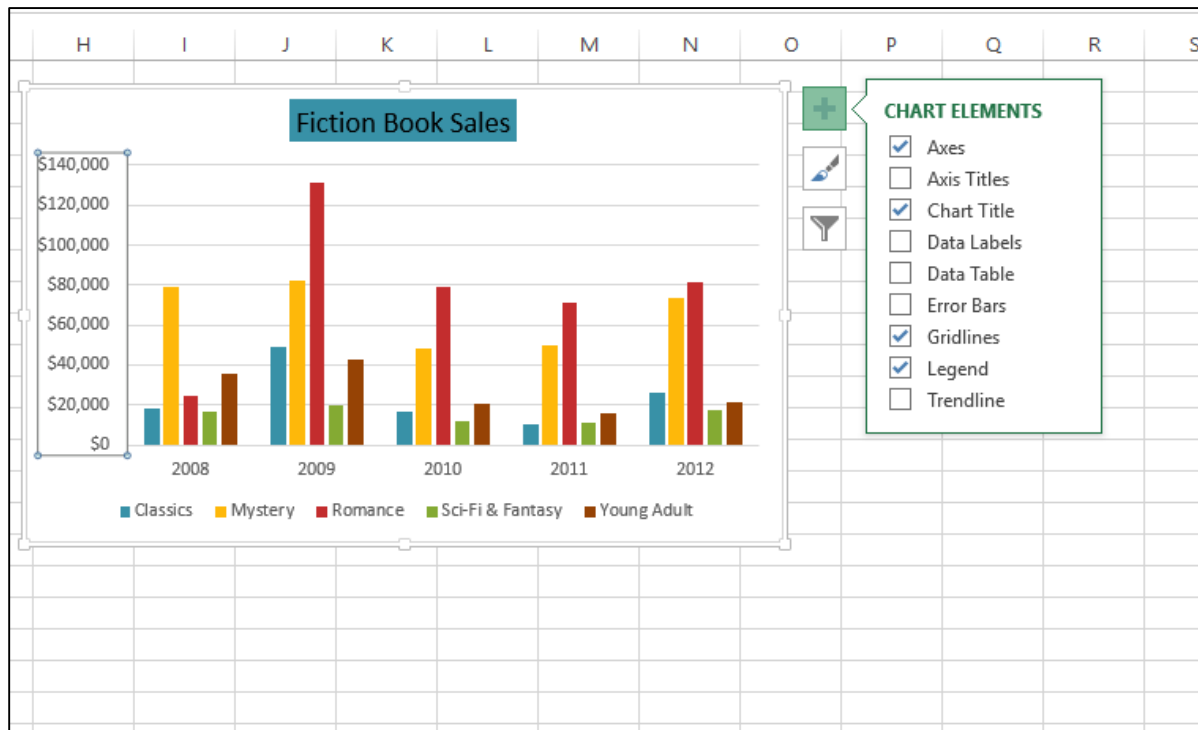 H I J K L M N O P Q R S
Fiction Book Sales
$140,000
$120,000
$100,000
$80,000
$60,000
$40,000
$20,000
$0
2008 2009 2010 2011 2012
Classics Mystery Romance Sci-Fi & Fantasy Young Adult
CHART ELEMENTS
Axes
Axis Titles
Chart Title
Data Labels
Data Table
Error Bars
Gridlines
Legend
Trendline